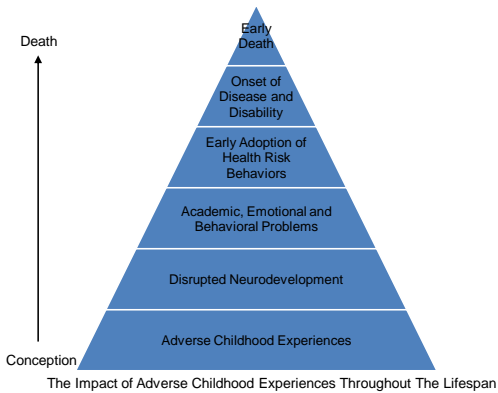 Death
Early
Death
Onset of
Disease and
Disability
Early Adoption of
Health Risk
Behaviors
Academic, Emotional and
Behavioral Problems
Disrupted Neurodevelopment
Adverse Childhood Experiences
Conception
The Impact of Adverse Childhood Experiences Throughout The Lifespan